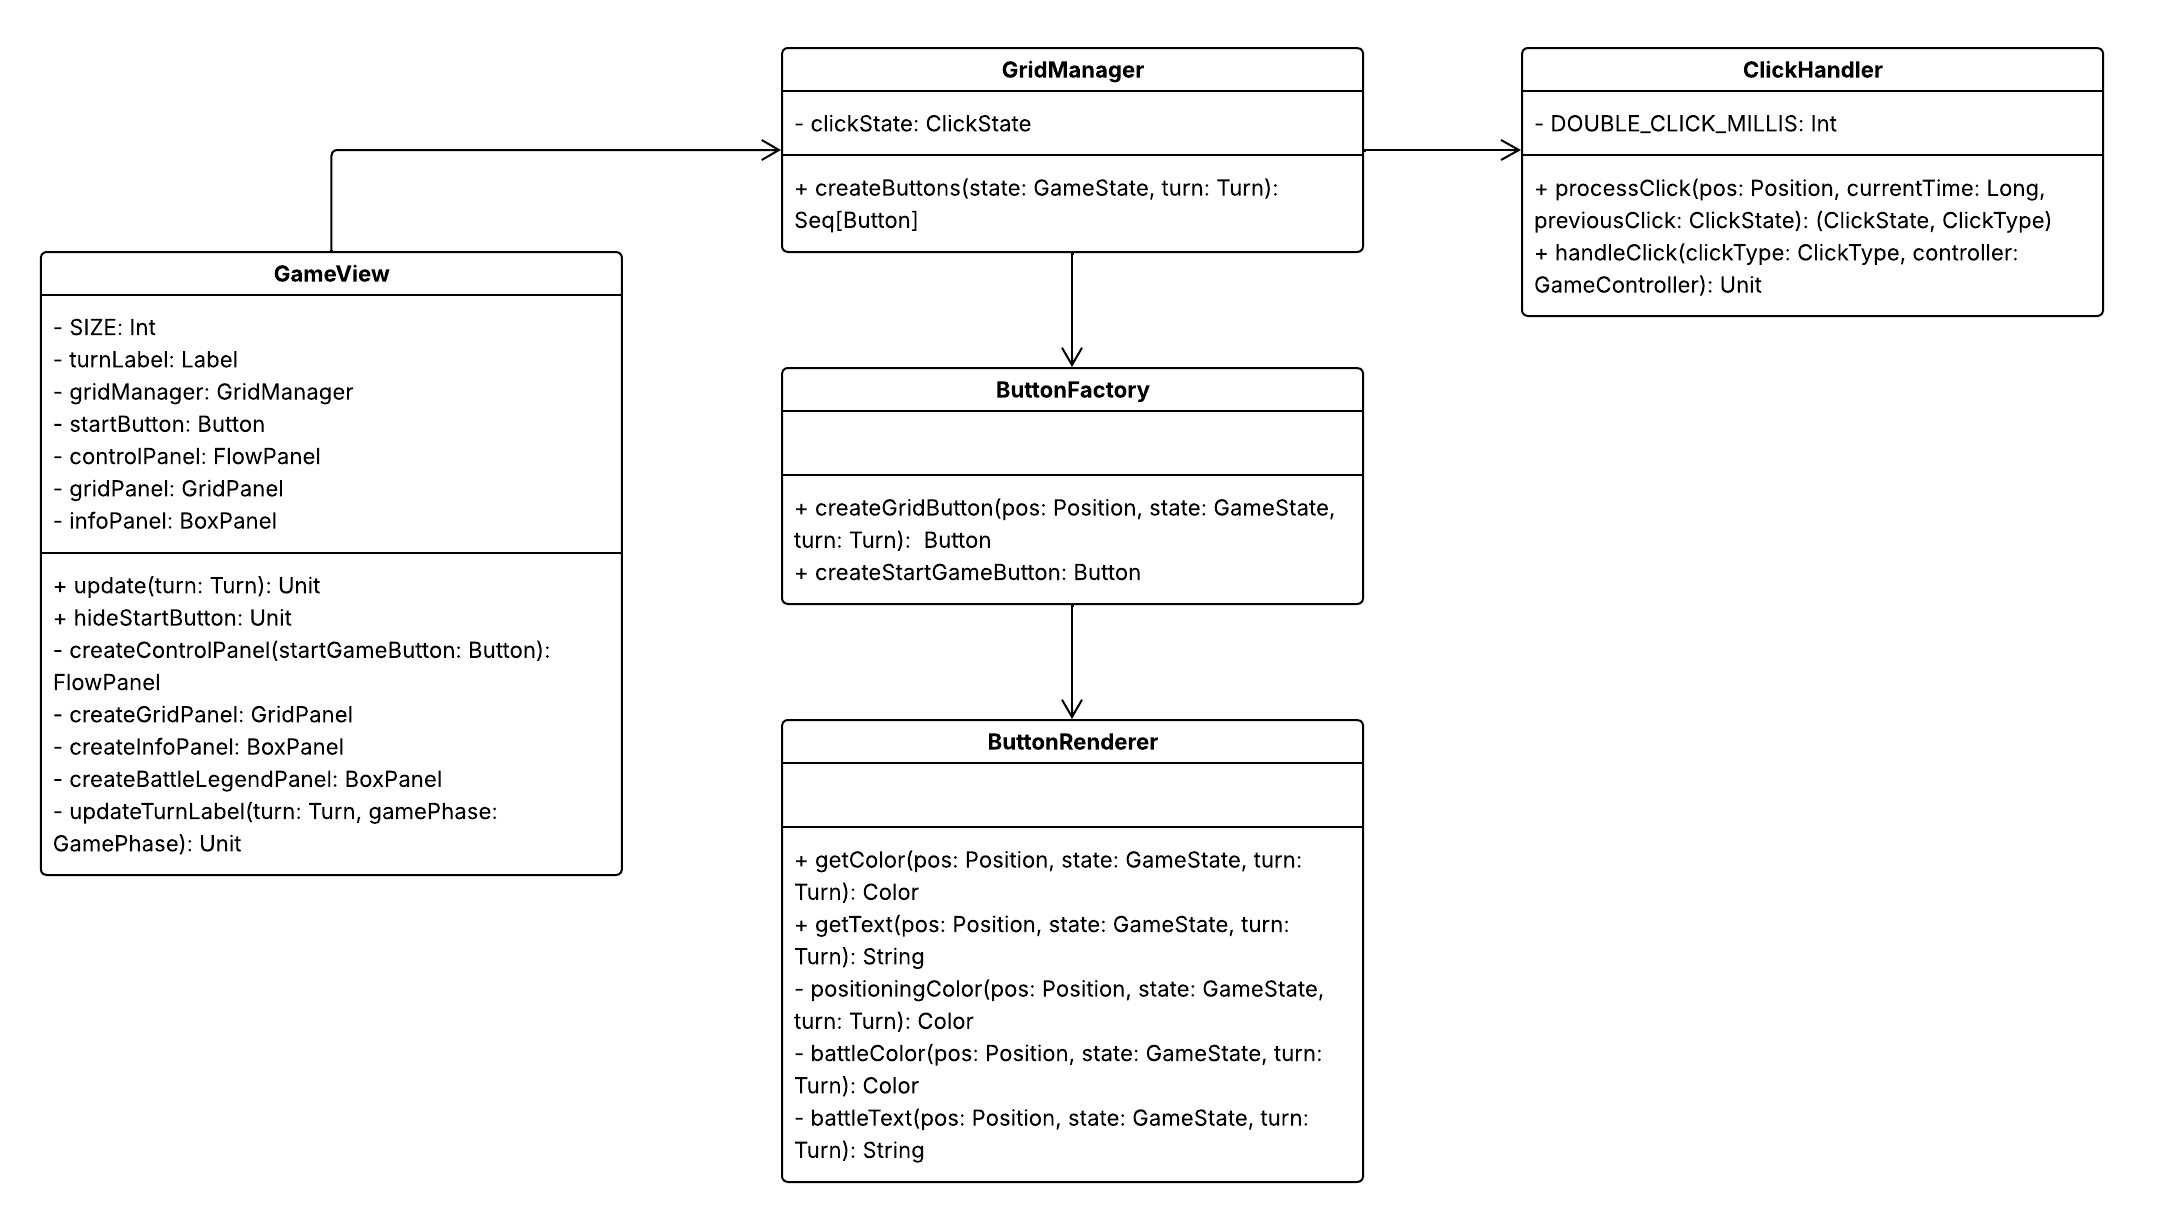 GridManager
- clickState: ClickState
+ createButtons(state: GameState, turn: Turn):
Seq[Button]
ClickHandler
- DOUBLE_CLICK_MILLIS: Int
+ processClick(pos: Position, currentTime: Long,
previousClick: ClickState): (ClickState, ClickType)
+ handleClick(clickType: ClickType, controller:
GameController): Unit
GameView
- SIZE: Int
- turnLabel: Label
- gridManager: GridManager
- startButton: Button
- controlPanel: FlowPanel
- gridPanel: GridPanel
- infoPanel: BoxPanel
+ update(turn: Turn): Unit
+ hideStartButton: Unit
- createControlPanel(startGameButton: Button):
FlowPanel
- createGridPanel: GridPanel
- createInfoPanel: BoxPanel
- createBattleLegendPanel: BoxPanel
- updateTurnLabel(turn: Turn, gamePhase:
GamePhase): Unit
ButtonFactory
+ createGridButton(pos: Position, state: GameState,
turn: Turn):  Button
+ createStartGameButton: Button
ButtonRenderer
+ getColor(pos: Position, state: GameState, turn:
Turn): Color
+ getText(pos: Position, state: GameState, turn:
Turn): String
- positioningColor(pos: Position, state: GameState,
turn: Turn): Color
- battleColor(pos: Position, state: GameState, turn:
Turn): Color
- battleText(pos: Position, state: GameState, turn:
Turn): String